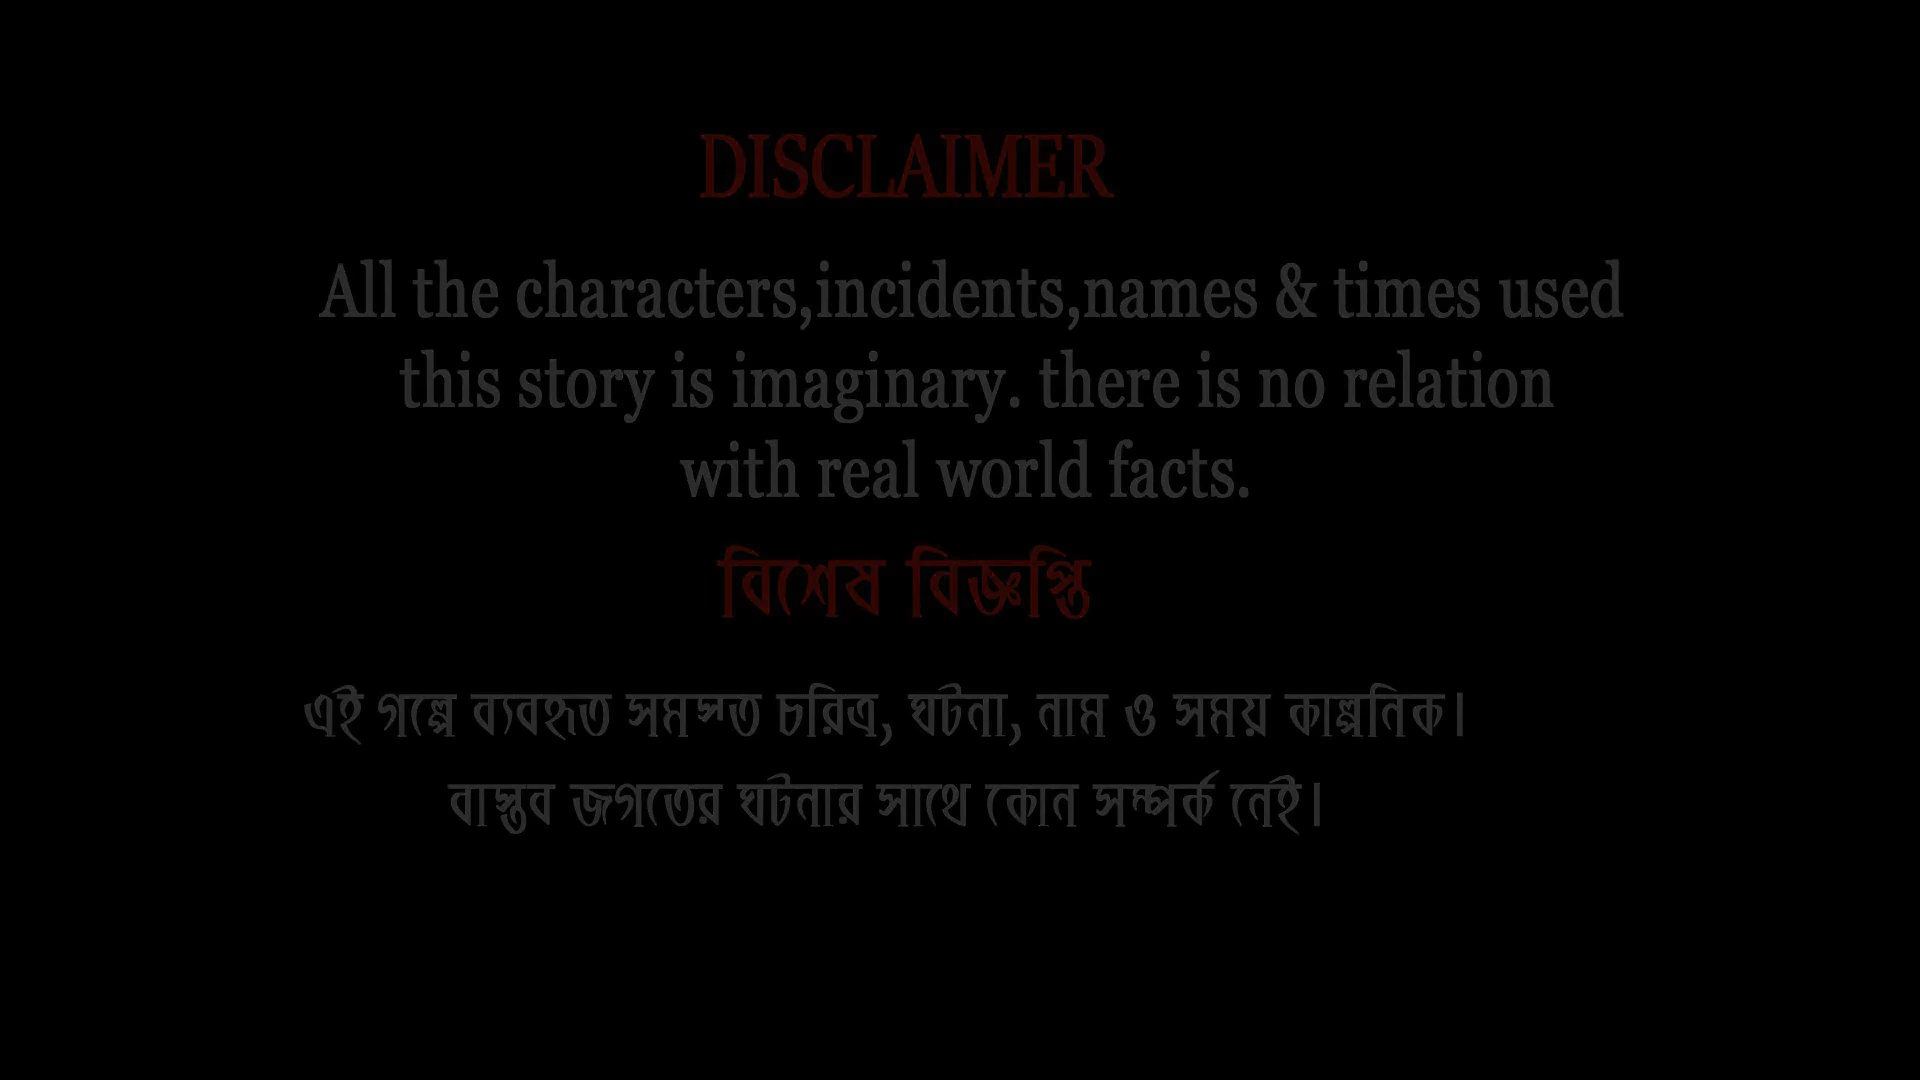 DISCLAIMER
All the characters,incidents,names & times used
this story is imaginary. there is no relation
with real world facts.
বিশেষ বিজ্ঞপ্তি
এই গল্পে ব্যবহৃত সমস্ত চরিত্র, ঘটনা, নাম ও সময় কাল্পনিক।
বাস্তব জগতের ঘটনার সাথে কোন সম্পর্ক নেই।